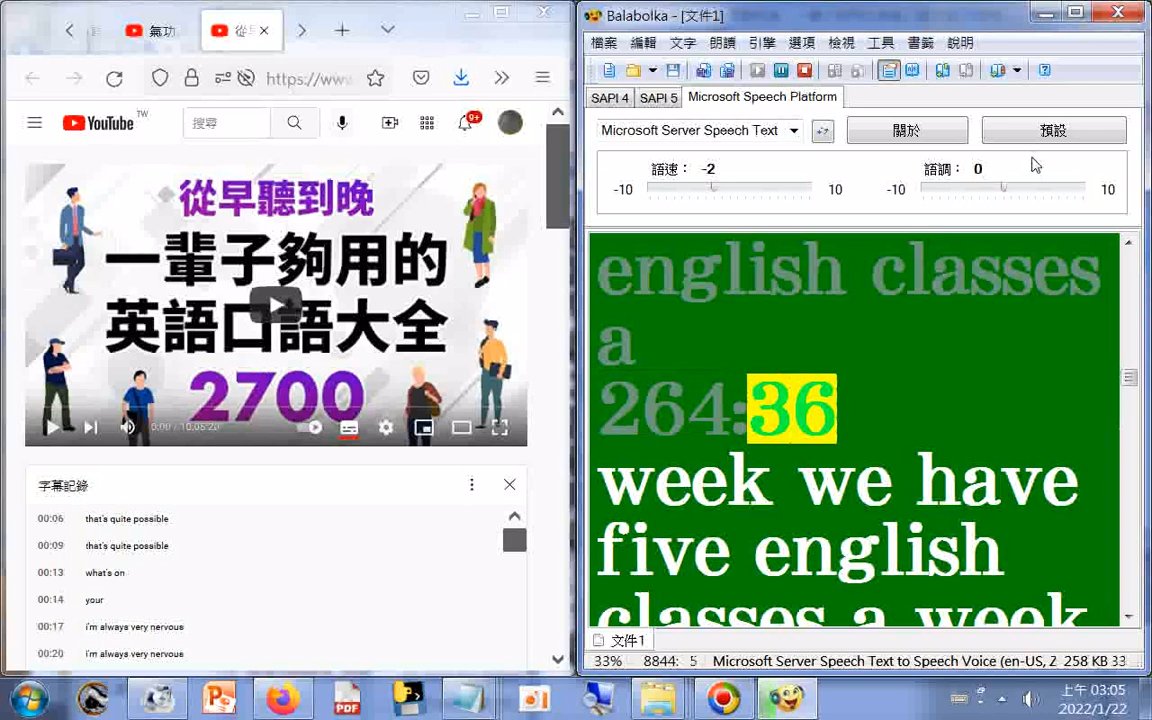 氣功
從
https://www
YouTube TW
搜尋
9+
從早聽到晚
一輩子夠用的
英語口語大全
2700
0:00 / 10:05:20
字幕記錄
00:06 that's quite possible
00:09 that's quite possible
00:13 what's on
00:14 your
00:17 i'm always very nervous
00:20 i'm always very nervous
Balabolka - [文件1]
檔案 編輯 文字 朗讀 引擎 選項 檢視 工具 書籤 說明
SAPI 4 SAPI 5 Microsoft Speech Platform
Microsoft Server Speech Text 關於 預設
語速： -2 語調： 0
-10 10 -10 10
english classes
a
264:36
week we have
five english
classes a week
文件1
33% 8844: 5 Microsoft Server Speech Text to Speech Voice (en-US, Z 258 KB 33
上午 03:05
2022/1/22